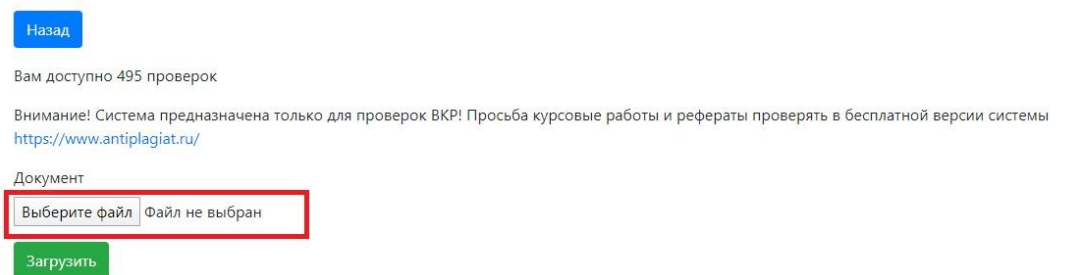 Назад
Вам доступно 495 проверок
Внимание! Система предназначена только для проверок ВКР! Просьба курсовые работы и рефераты проверять в бесплатной версии системы
https://www.antiplagiat.ru/
Документ
Выберите файл Файл не выбран
Загрузить